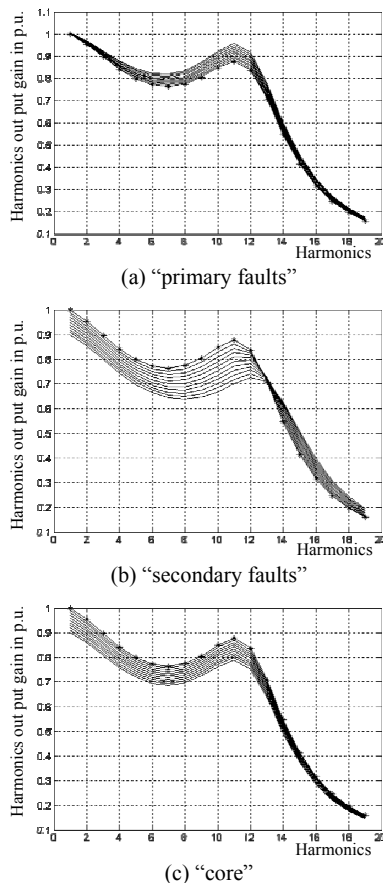 Harmonics out put gain in p.u.
1.1
1
0.9
0.8
0.7
0.6
0.5
0.4
0.3
0.2
0.1
0 2 4 6 8 10 12 14 16 18 20
Harmonics
(a) “primary faults”
Harmonics out put gain in p.u.
1
0.9
0.8
0.7
0.6
0.5
0.4
0.3
0.2
0.1
0 2 4 6 8 10 12 14 16 18 20
Harmonics
(b) “secondary faults”
Harmonics out put gain in p.u.
1
0.9
0.8
0.7
0.6
0.5
0.4
0.3
0.2
0.1
0 2 4 6 8 10 12 14 16 18 20
Harmonics
(c) “core”